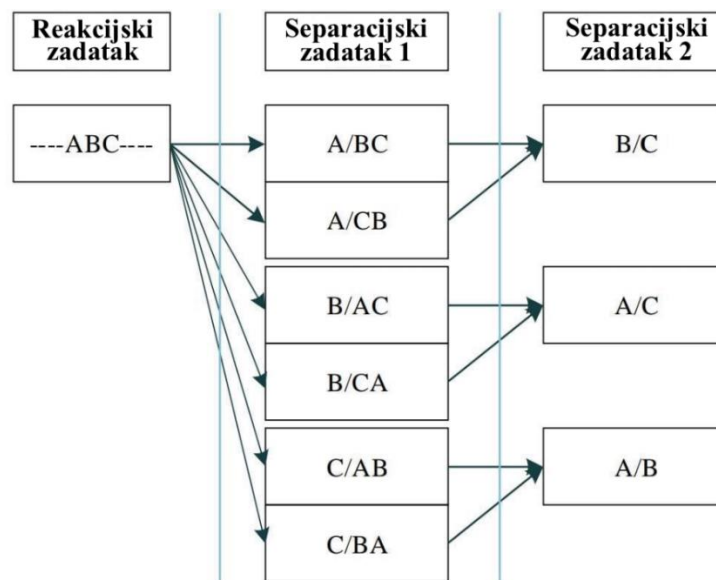 Reakcijski
zadatak
Separacijski
zadatak 1
Separacijski
zadatak 2
----ABC----
A/BC
A/CB
B/AC
B/CA
C/AB
C/BA
B/C
A/C
A/B